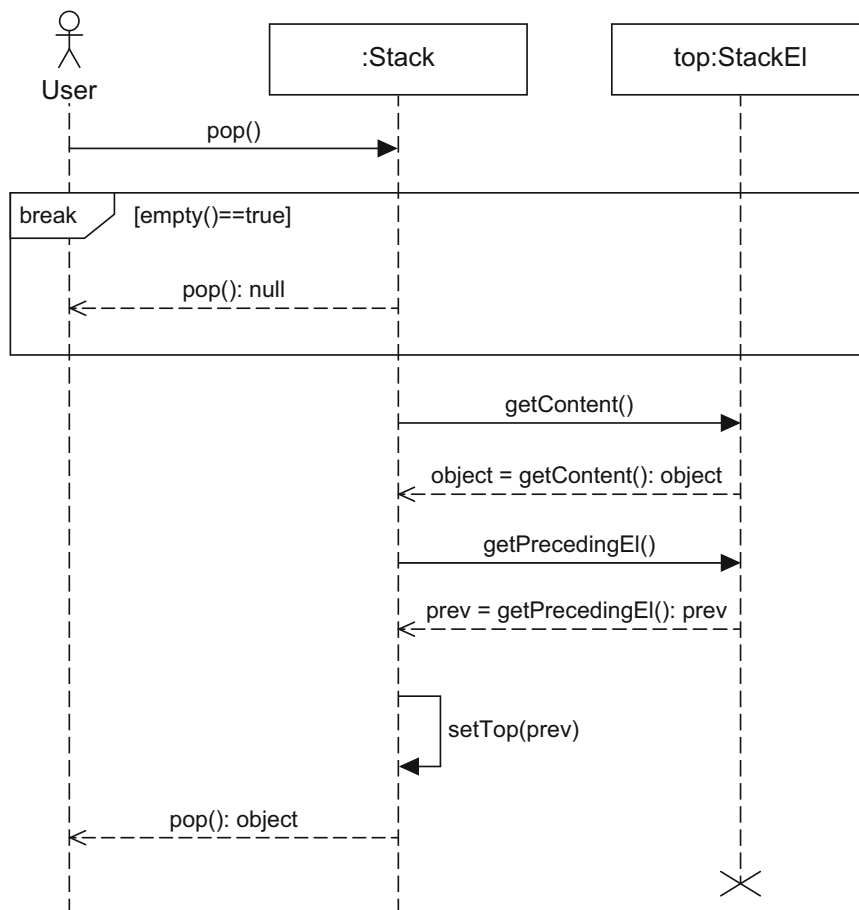 User
:Stack
top:StackEl
pop()
break
[empty()==true]
pop(): null
getContent()
object = getContent(): object
getPrecedingEl()
prev = getPrecedingEl(): prev
setTop(prev)
pop(): object